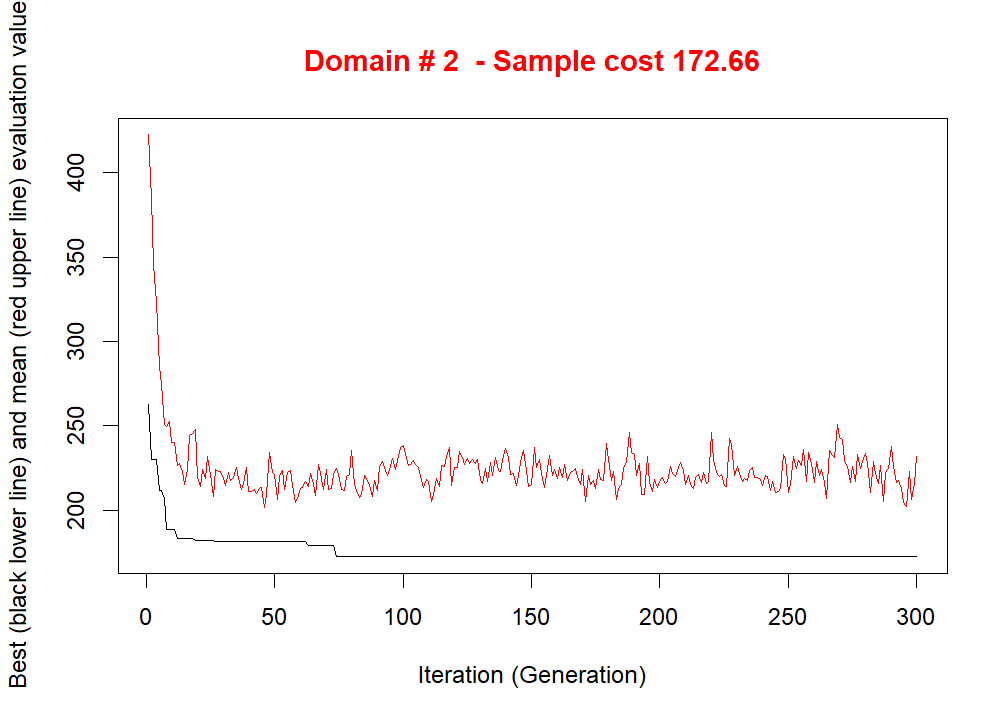 Domain # 2  - Sample cost 172.66
Best (black lower line) and mean (red upper line) evaluation value
400
350
300
250
200
0 50 100 150 200 250 300
Iteration (Generation)